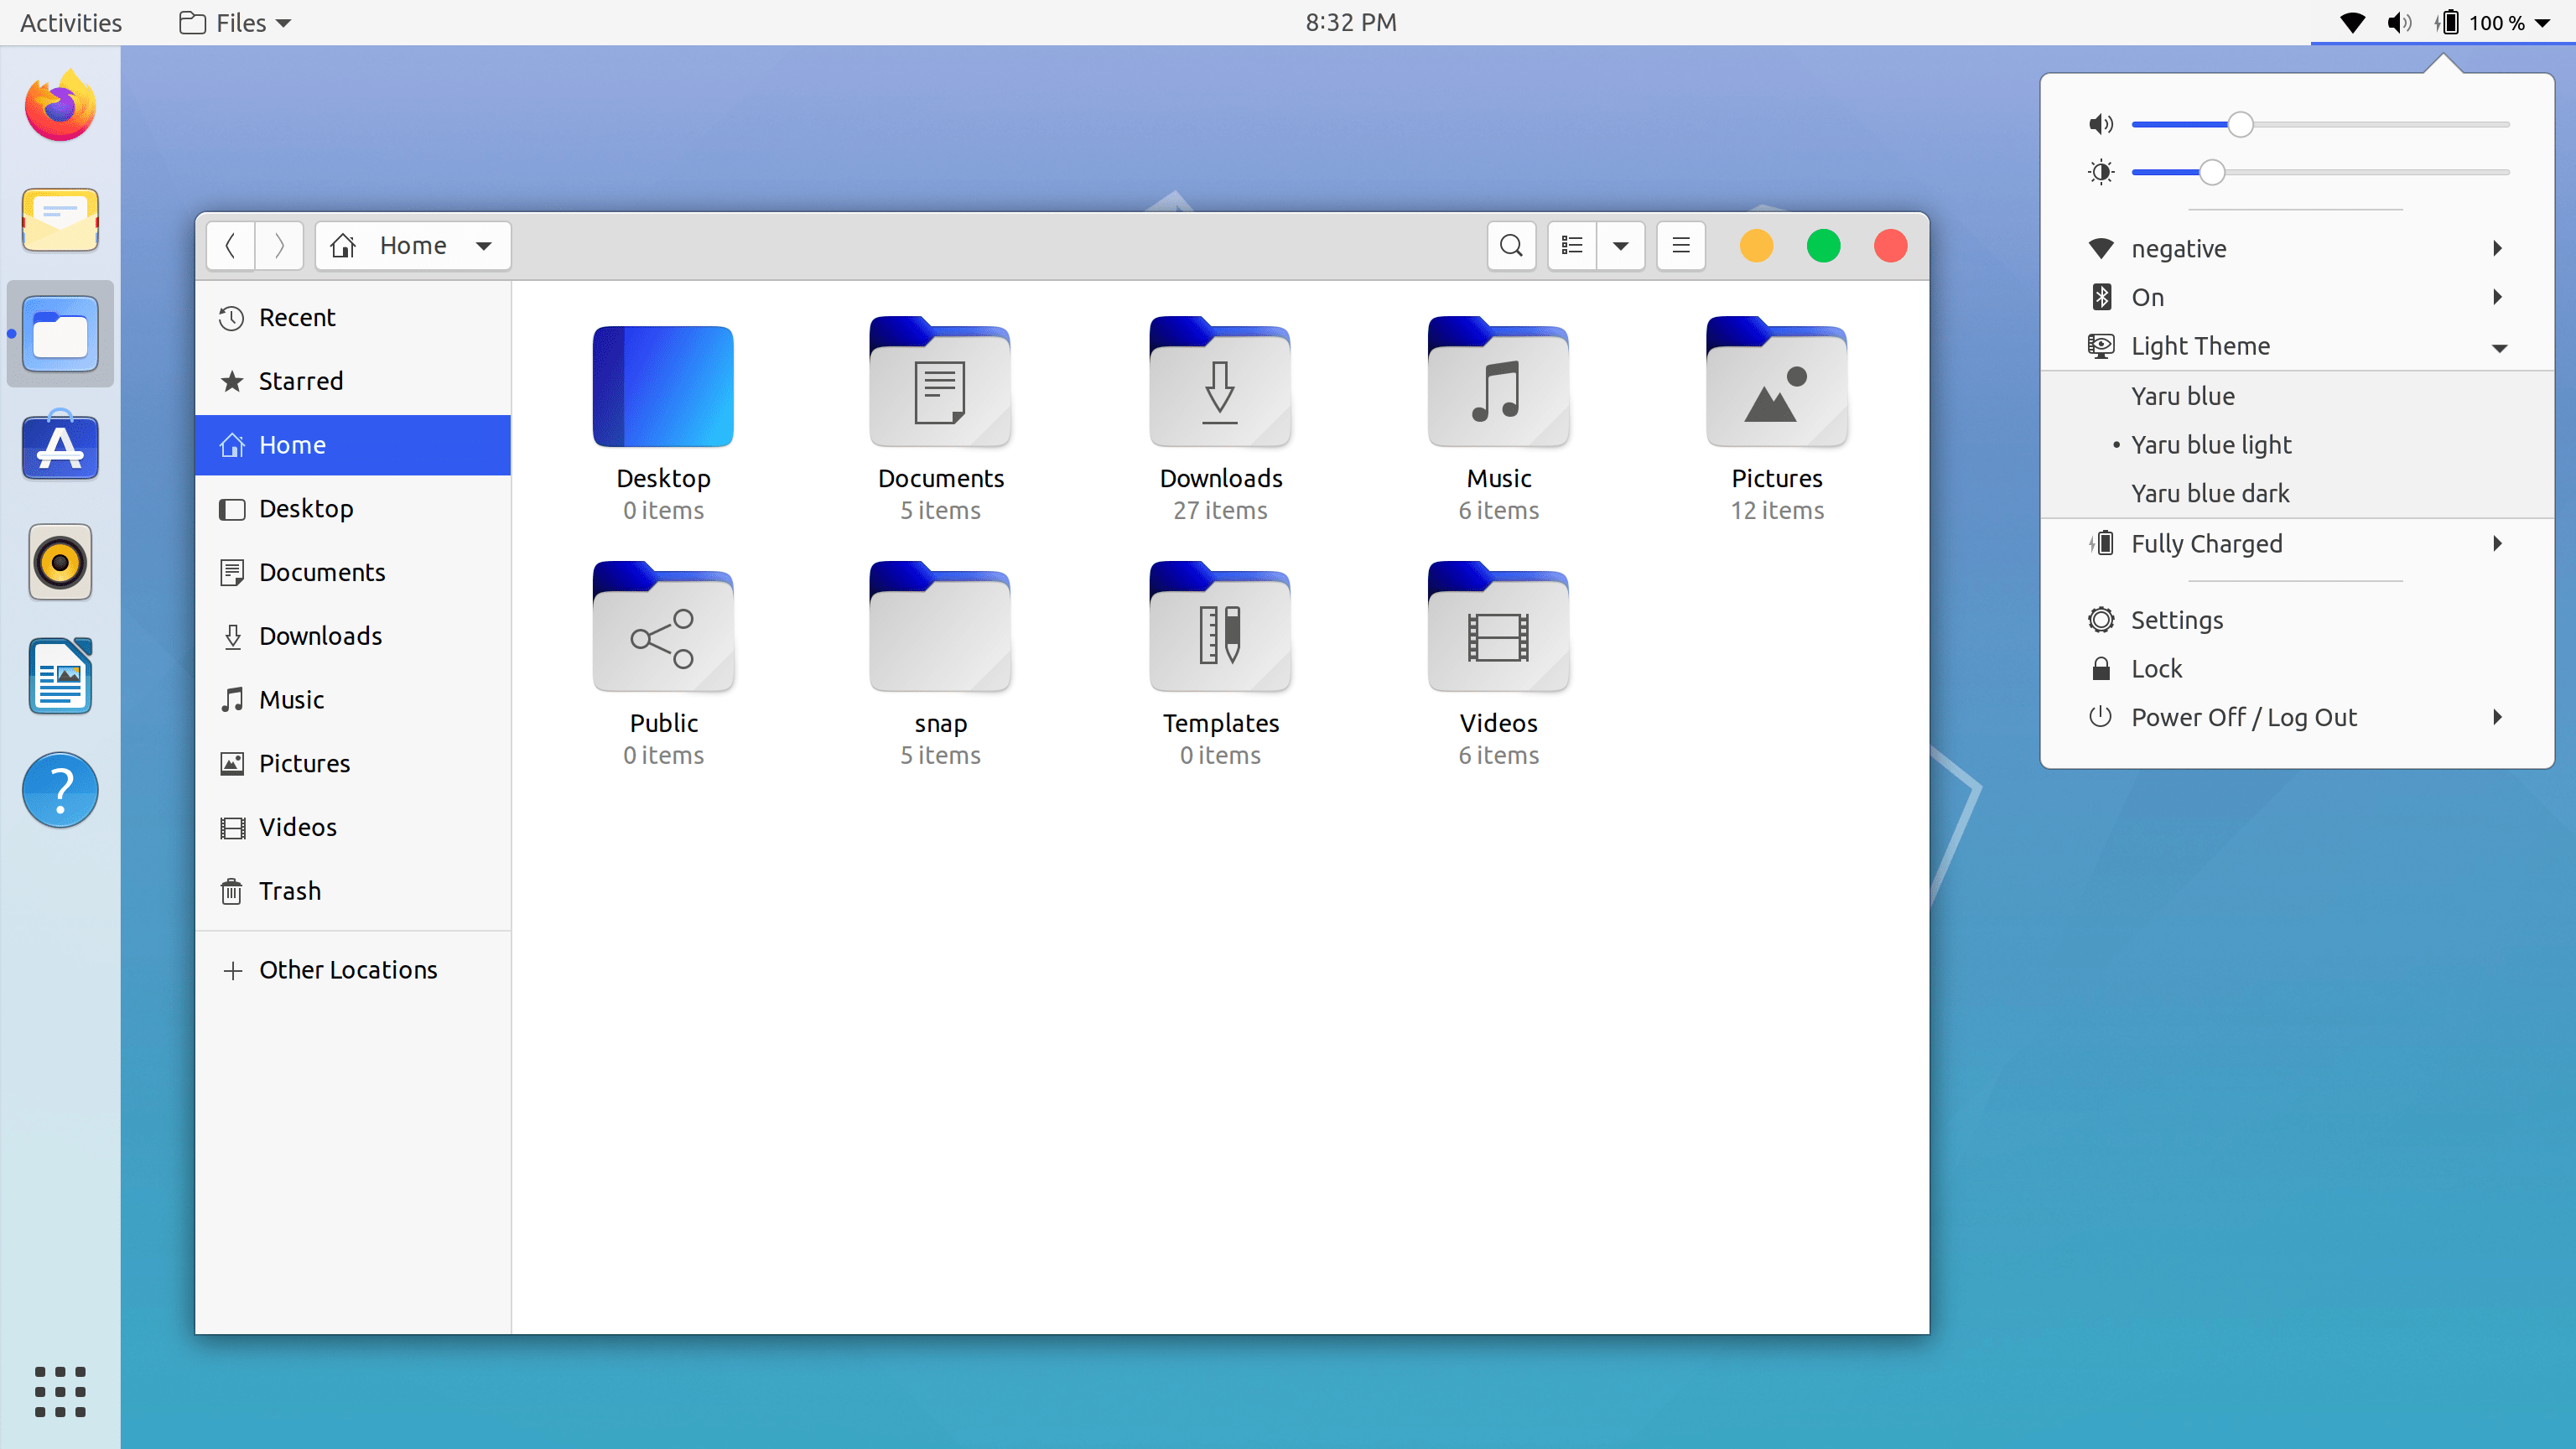 Activities
Files
8:32 PM
100 %
Home
Recent
Starred
Home
Desktop
Documents
Downloads
Music
Pictures
Videos
Trash
Other Locations
Desktop
0 items
Documents
5 items
Downloads
27 items
Music
6 items
Pictures
12 items
Public
0 items
snap
5 items
Templates
0 items
Videos
6 items
negative
On
Light Theme
Yaru blue
• Yaru blue light
Yaru blue dark
Fully Charged
Settings
Lock
Power Off / Log Out